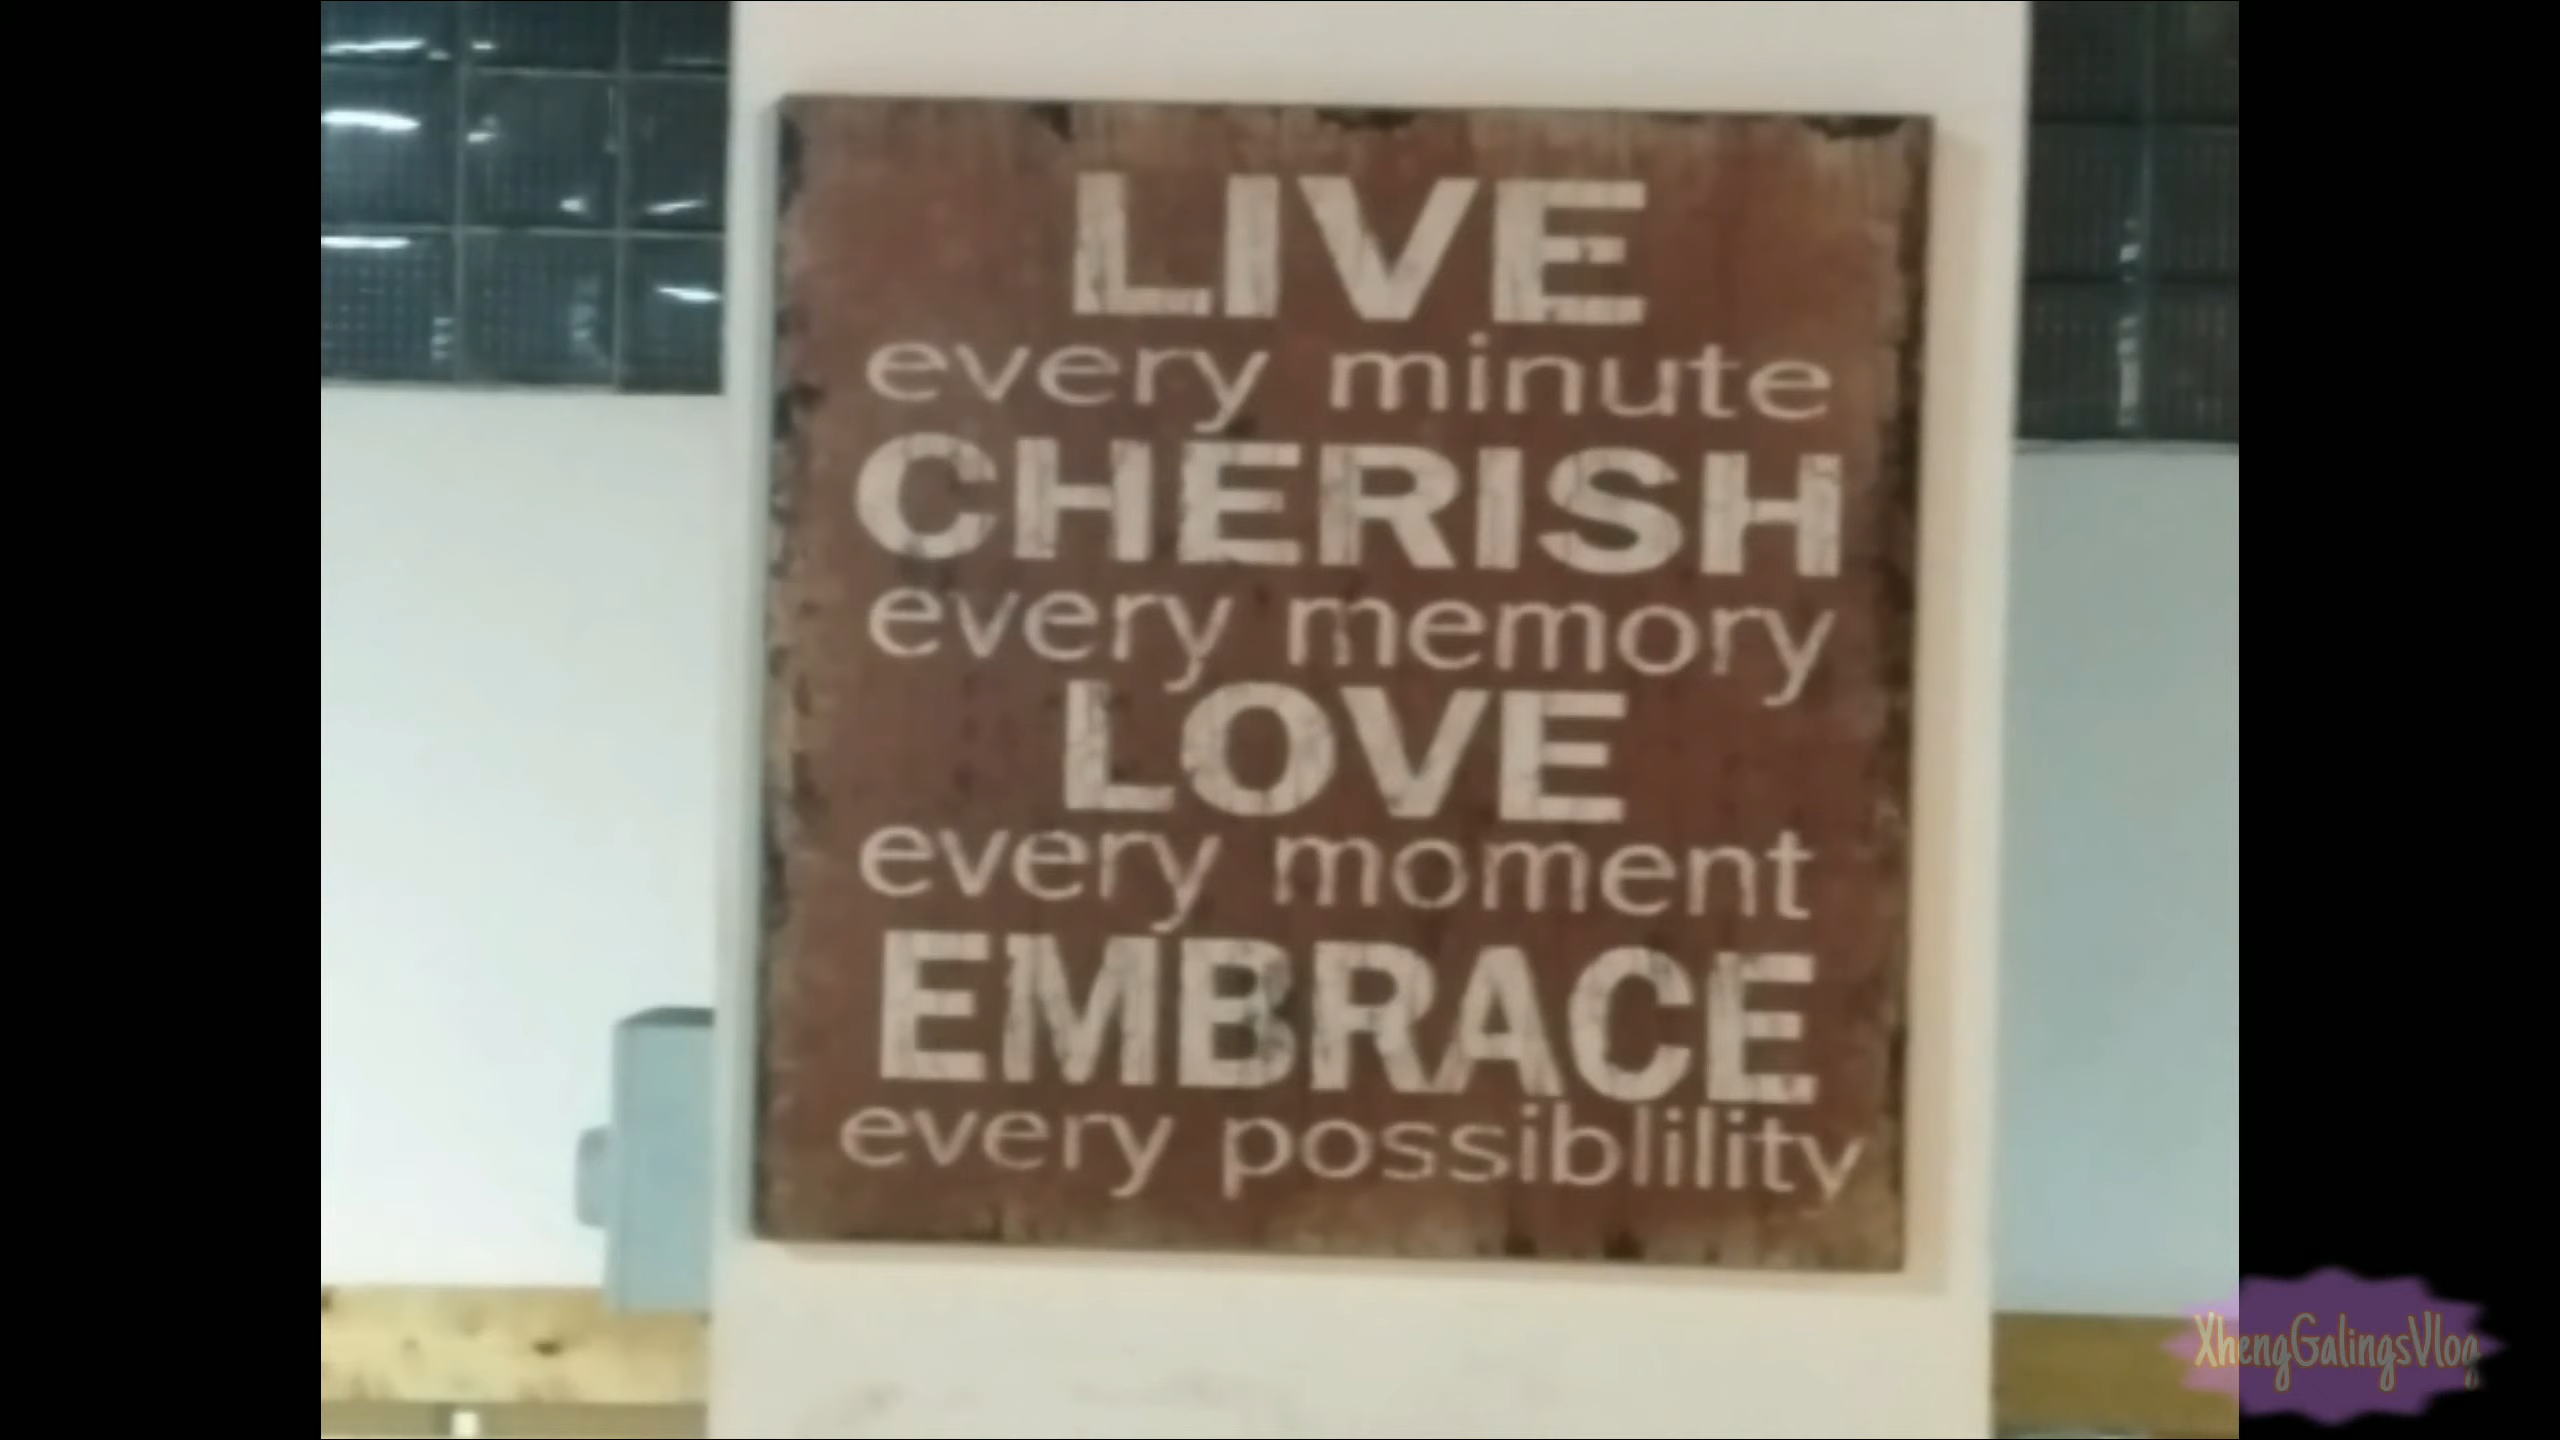 LIVE
every minute
CHERISH
every memory
LOVE
every moment
EMBRACE
every possiblility
XhengGalingsVlog